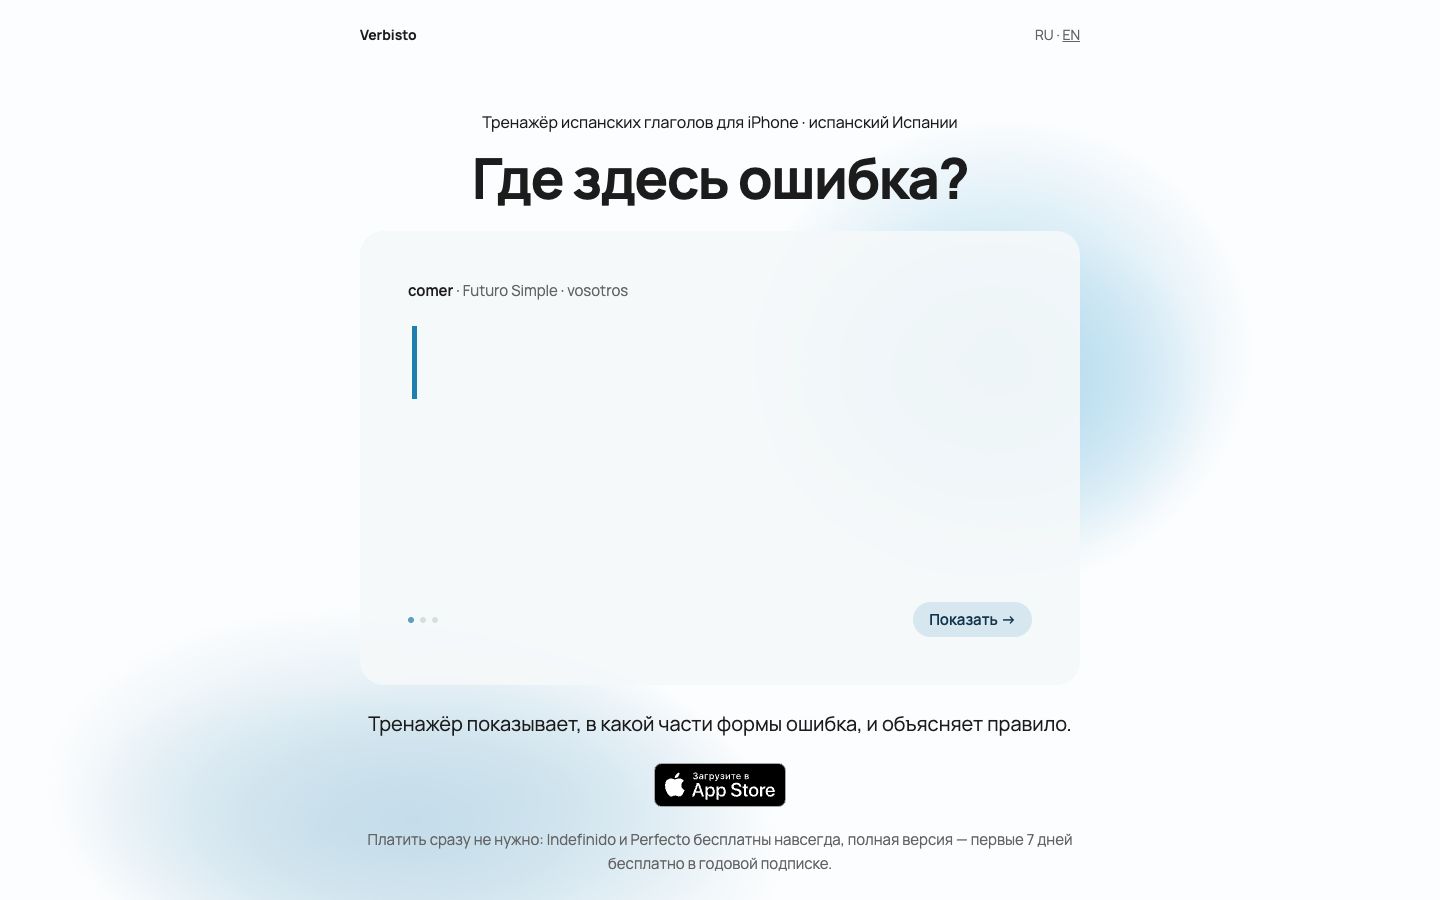 Verbisto
RU · EN
Тренажёр испанских глаголов для iPhone · испанский Испании
Где здесь ошибка?
comer · Futuro Simple · vosotros
Показать →
Тренажёр показывает, в какой части формы ошибка, и объясняет правило.
Загрузите в
App Store
Платить сразу не нужно: Indefinido и Perfecto бесплатны навсегда, полная версия — первые 7 дней
бесплатно в годовой подписке.